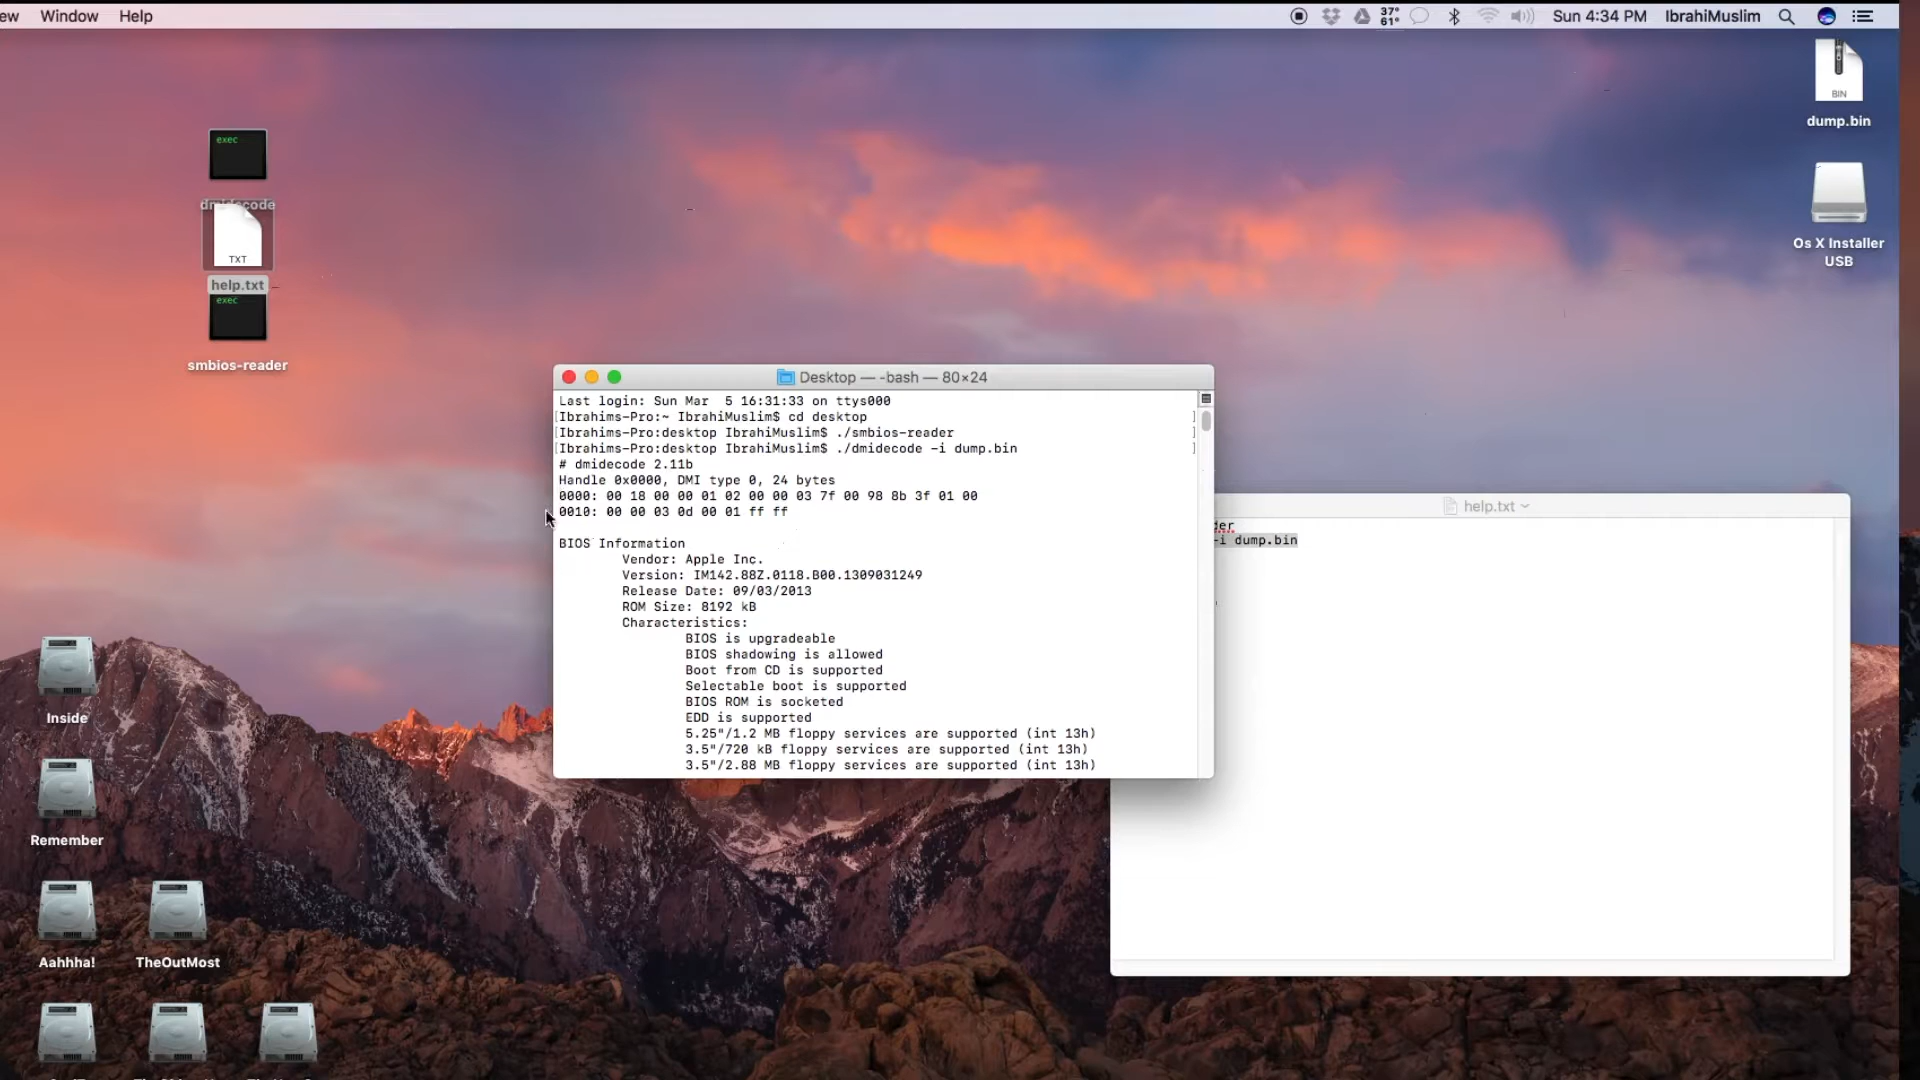 ew Window Help
37°
61°
Sun 4:34 PM IbrahiMuslim
BIN
dump.bin
exec
dmidecode
TXT
help.txt
exec
smbios-reader
Os X Installer
USB
Desktop — -bash — 80×24
Last login: Sun Mar  5 16:31:33 on ttys000
[Ibrahims-Pro:~ IbrahiMuslim$ cd desktop ]
[Ibrahims-Pro:desktop IbrahiMuslim$ ./smbios-reader ]
[Ibrahims-Pro:desktop IbrahiMuslim$ ./dmidecode -i dump.bin ]
# dmidecode 2.11b
Handle 0x0000, DMI type 0, 24 bytes
0000: 00 18 00 00 01 02 00 00 03 7f 00 98 8b 3f 01 00
0010: 00 00 03 0d 00 01 ff ff
BIOS Information
Vendor: Apple Inc.
Version: IM142.88Z.0118.B00.1309031249
Release Date: 09/03/2013
ROM Size: 8192 kB
Characteristics:
BIOS is upgradeable
BIOS shadowing is allowed
Boot from CD is supported
Selectable boot is supported
BIOS ROM is socketed
EDD is supported
5.25"/1.2 MB floppy services are supported (int 13h)
3.5"/720 kB floppy services are supported (int 13h)
3.5"/2.88 MB floppy services are supported (int 13h)
help.txt
der
-i dump.bin
Inside
Remember
Aahhha!
TheOutMost